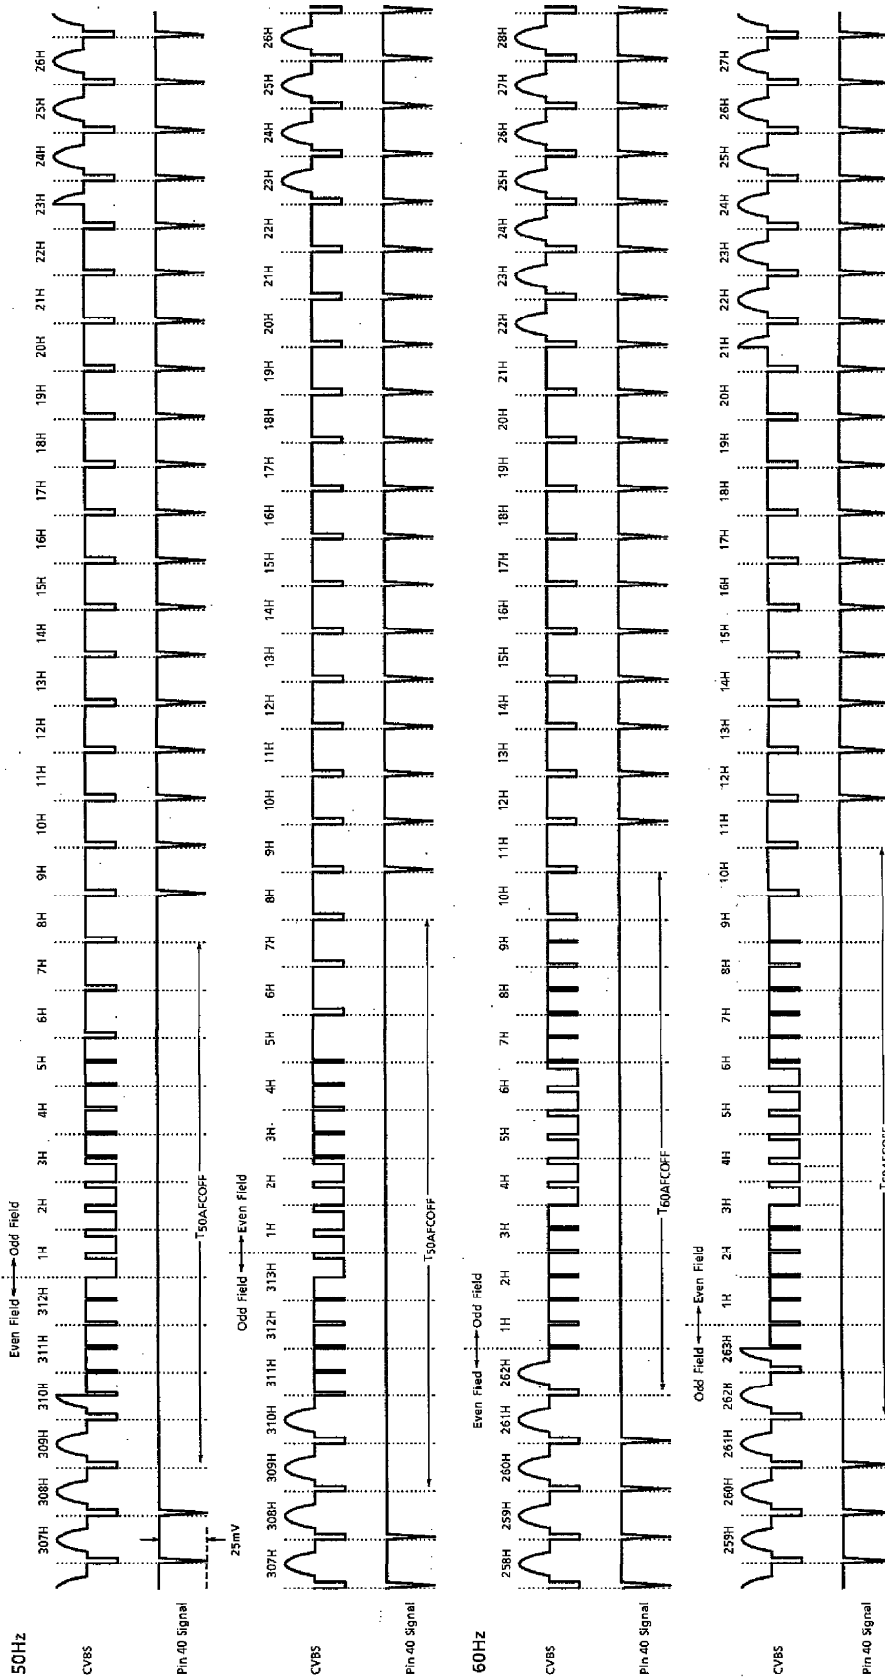 50Hz
Even Field ↔ Odd Field
307H 308H 309H 310H 311H 312H 1H 2H 3H 4H 5H 6H 7H 8H 9H 10H 11H 12H 13H 14H 15H 16H 17H 18H 19H 20H 21H 22H 23H 24H 25H 26H
CVBS
Pin 40 Signal
25mV
T50AFCOFF
Odd Field ↔ Even Field
307H 308H 309H 310H 311H 312H 313H 1H 2H 3H 4H 5H 6H 7H 8H 9H 10H 11H 12H 13H 14H 15H 16H 17H 18H 19H 20H 21H 22H 23H 24H 25H 26H
CVBS
Pin 40 Signal
T50AFCOFF
60Hz
Even Fied ↔ Odd Field
258H 259H 260H 261H 262H 1H 2H 3H 4H 5H 6H 7H 8H 9H 10H 11H 12H 13H 14H 15H 16H 17H 18H 19H 20H 21H 22H 23H 24H 25H 26H 27H 28H
CVBS
Pin 40 Signal
T60AFCOFF
Odd Field ↔ Even Field
259H 260H 261H 262H 263H 1H 2H 3H 4H 5H 6H 7H 8H 9H 10H 11H 12H 13H 14H 15H 16H 17H 18H 19H 20H 21H 22H 23H 24H 25H 26H 27H
CVBS
Pin 40 Signal